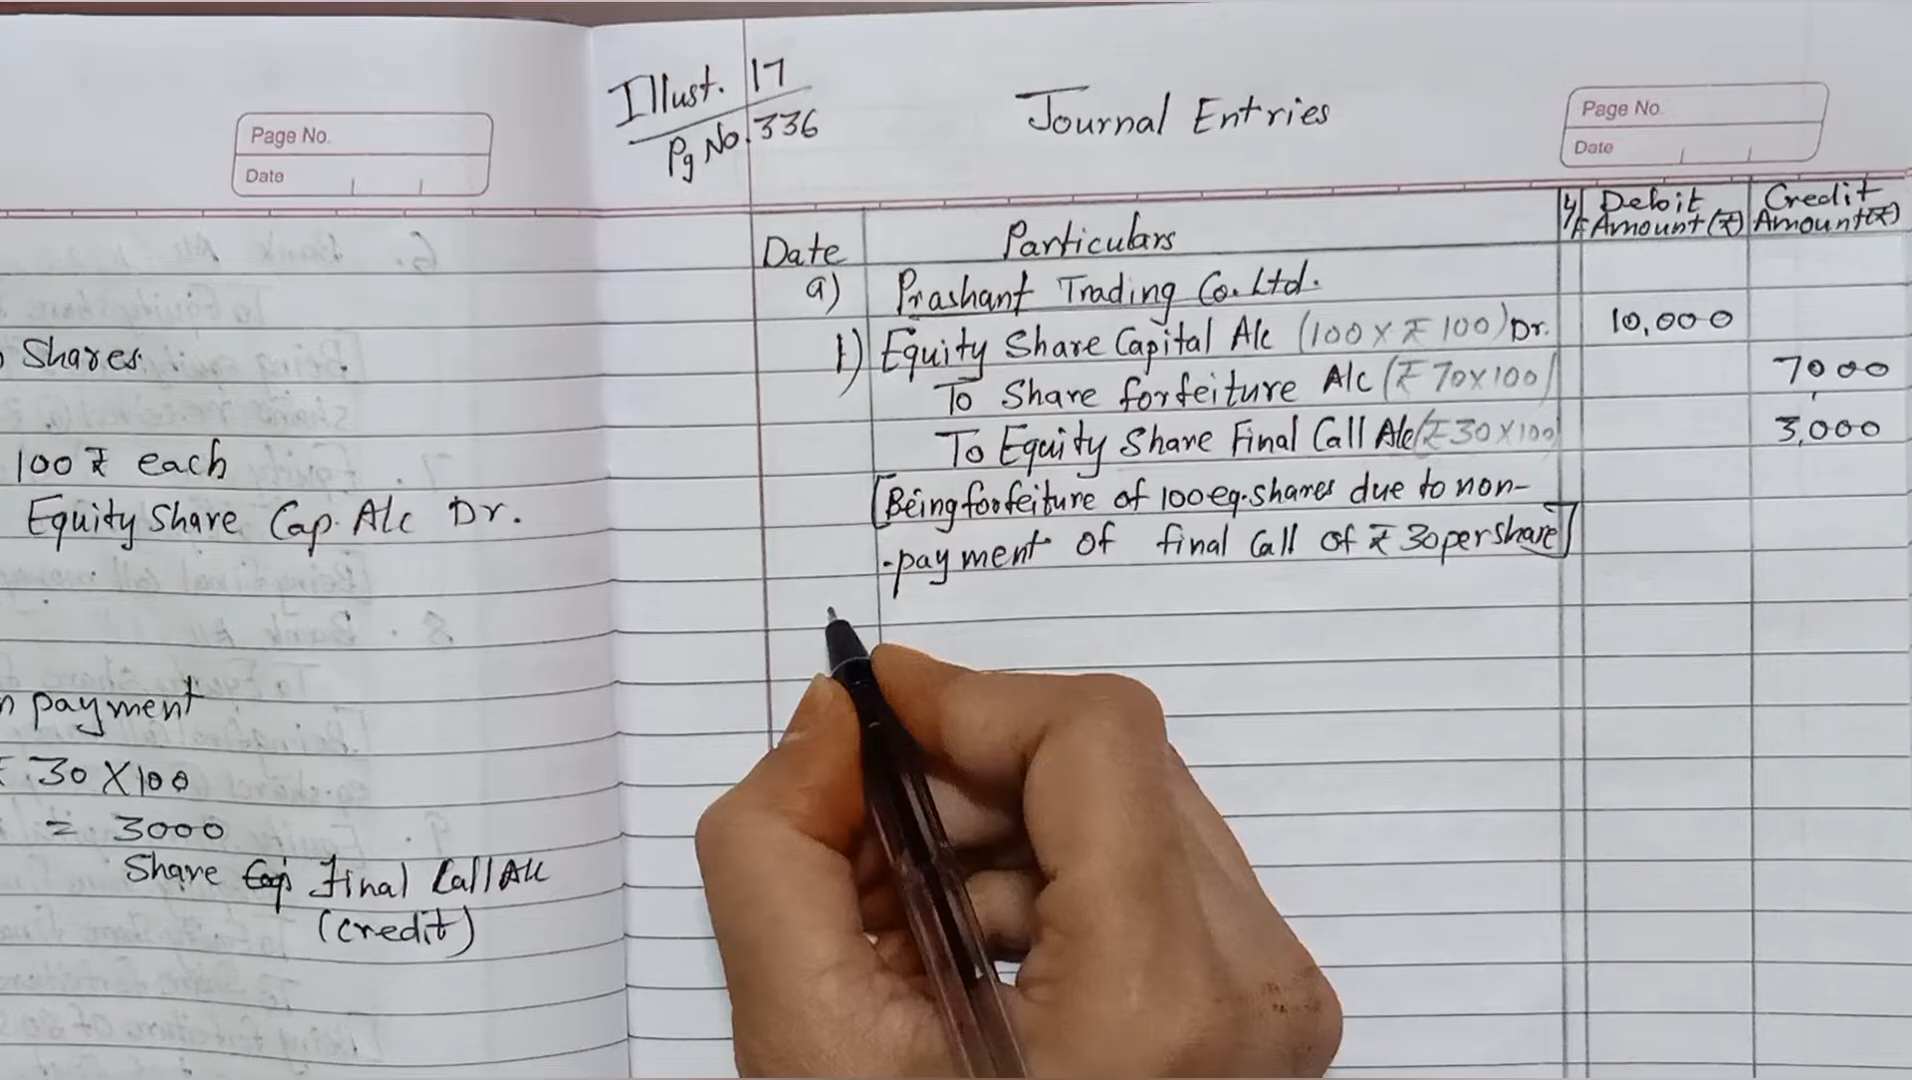 Page No.
Date
Shares.
100 ₹ each
Equity Share Cap. A/c Dr.
payment
30 X 100
= 3000
Share Cap Final Call A/c
(credit)
Illust. 17
Pg No. 336
Journal Entries
Page No.
Date
Date Particulars L/F Debit Amount (₹) Credit Amount (₹)
a) Prashant Trading Co. Ltd.
1) Equity Share Capital A/c (100 X ₹ 100) Dr. 10,000
To Share forfeiture A/c (₹ 70 X 100) 7,000
To Equity Share Final Call A/c (₹ 30 X 100) 3,000
[Being forfeiture of 100 eq. shares due to non-
-payment of final call of ₹ 30 per share]